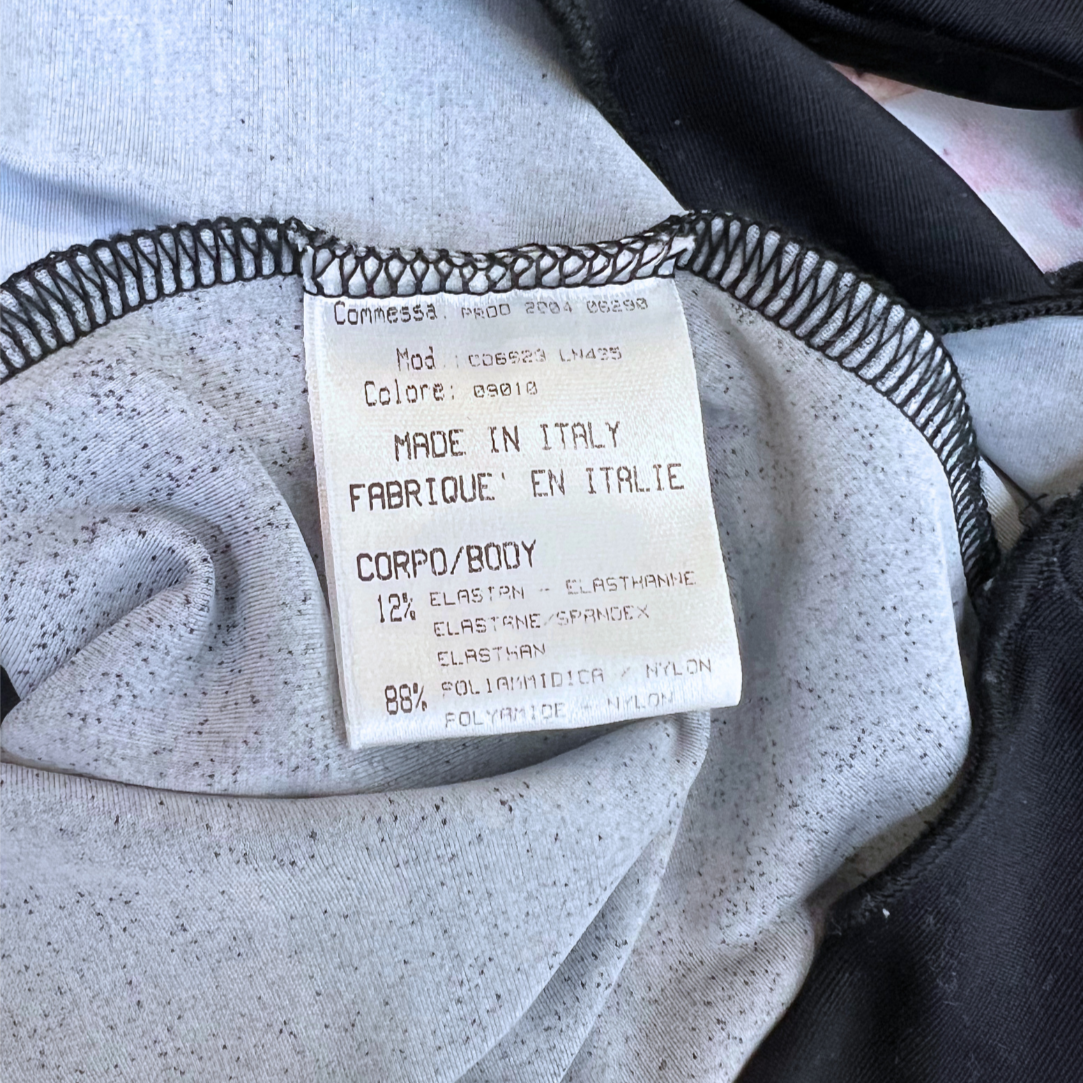 Commessa: PROD 2004 06290
Mod.: CO6623 LN435
Colore: 09010
MADE IN ITALY
FABRIQUE' EN ITALIE
CORPO/BODY
12% ELASTAN - ELASTHANNE
ELASTANE/SPANDEX
ELASTHAN
88% POLIAMMIDICA / NYLON
POLYAMIDE - NYLON